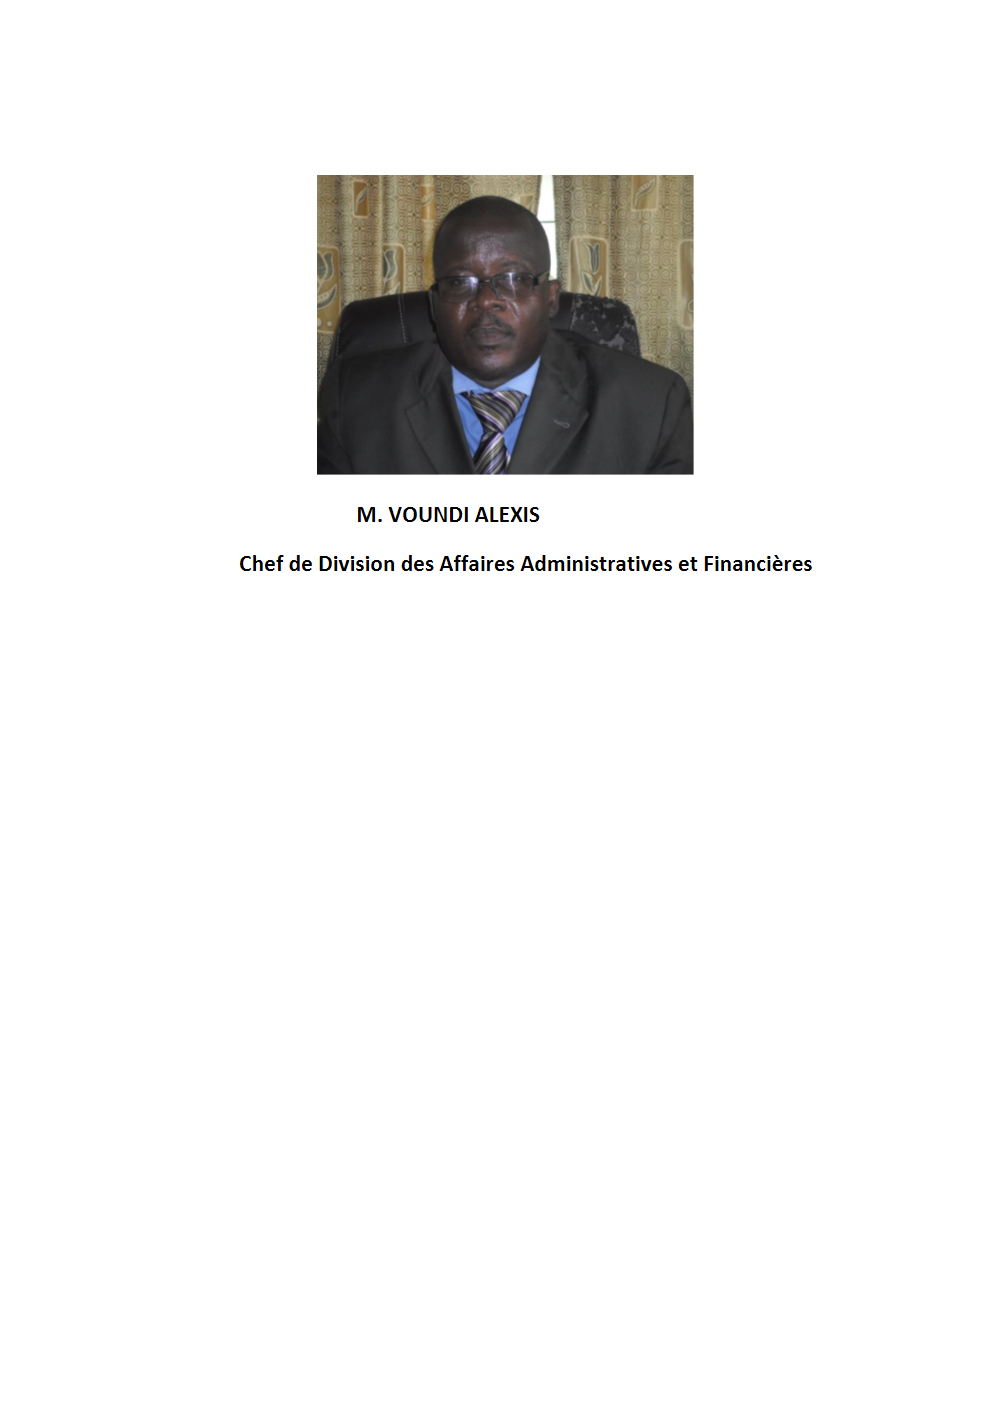 M. VOUNDI ALEXIS
Chef de Division des Affaires Administratives et Financières